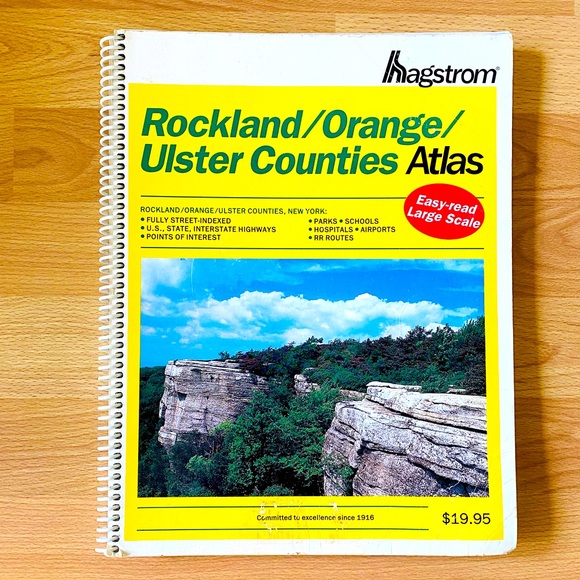 hagstrom®
Rockland/Orange/
Ulster Counties Atlas
Easy-read
Large Scale
ROCKLAND/ORANGE/ULSTER COUNTIES, NEW YORK:
• FULLY STREET-INDEXED
• U.S., STATE, INTERSTATE HIGHWAYS
• POINTS OF INTEREST
• PARKS • SCHOOLS
• HOSPITALS • AIRPORTS
• RR ROUTES
Committed to excellence since 1916
$19.95